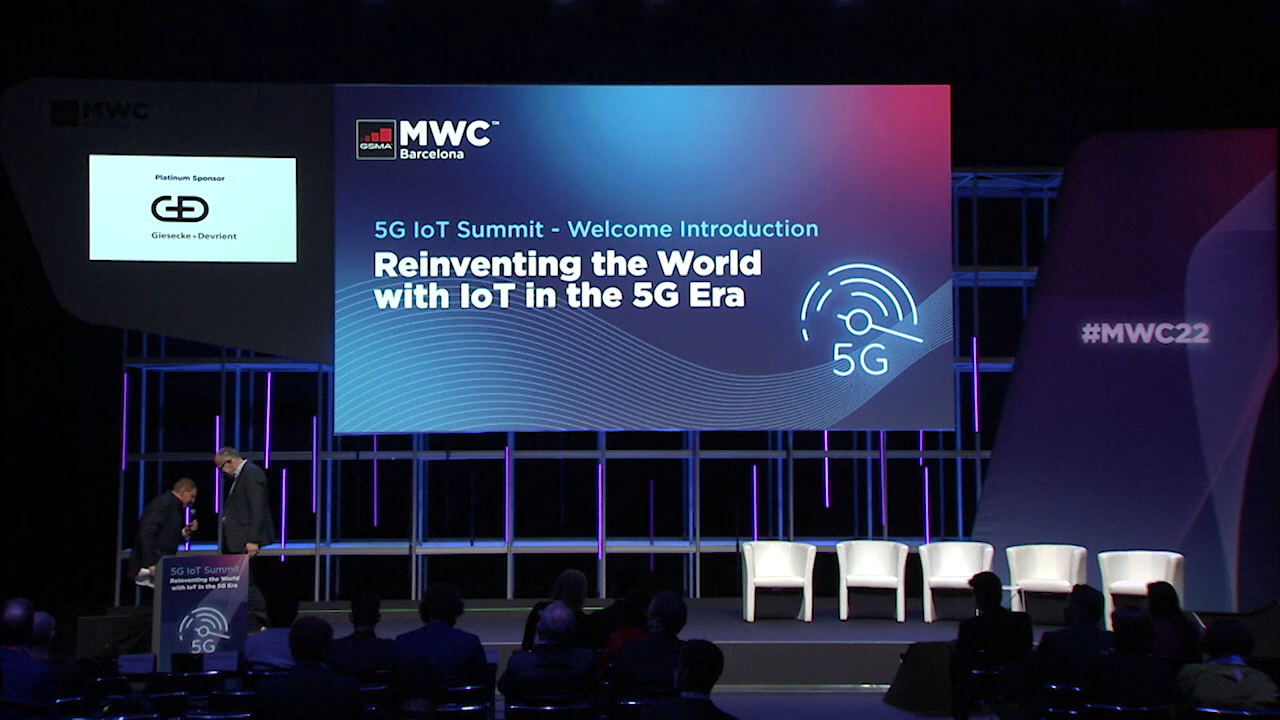 MWC
Platinum Sponsor
Giesecke+Devrient
GSMA
MWC™
Barcelona
5G IoT Summit - Welcome Introduction
Reinventing the World
with IoT in the 5G Era
5G
#MWC22
5G IoT Summit
Reinventing the World
with IoT in the 5G Era
5G